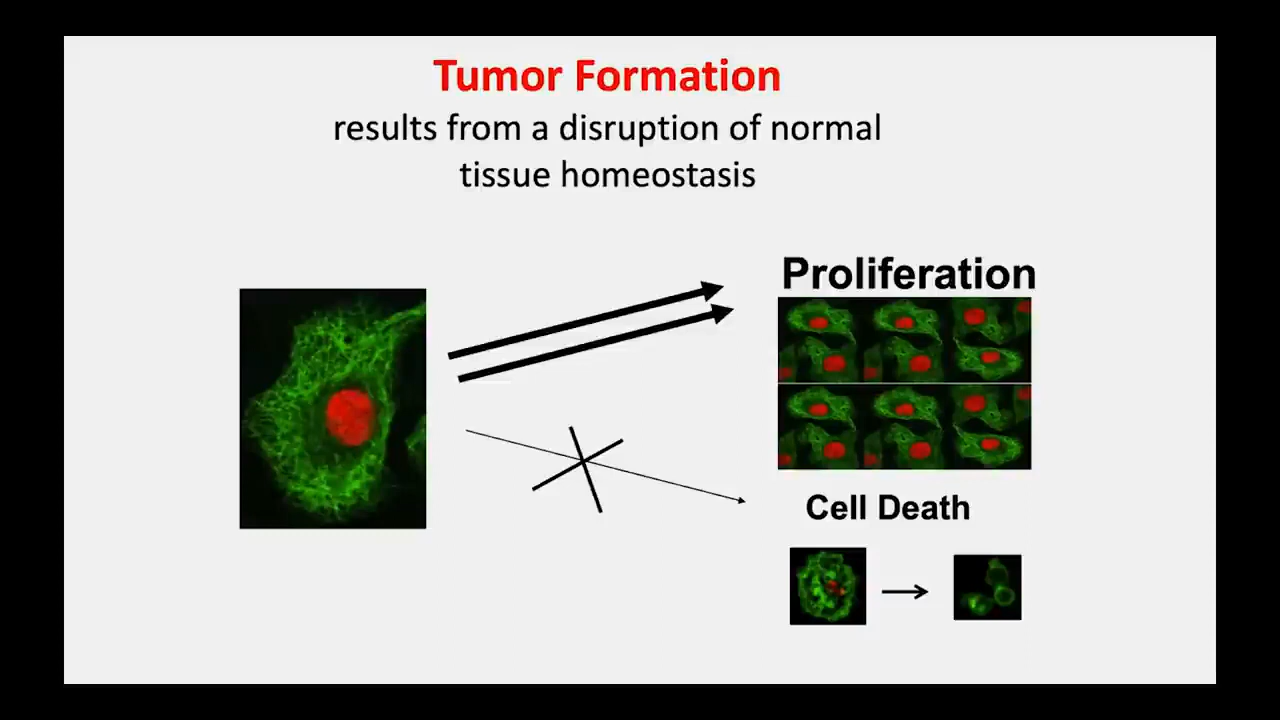 Tumor Formation
results from a disruption of normal
tissue homeostasis
Proliferation
Cell Death